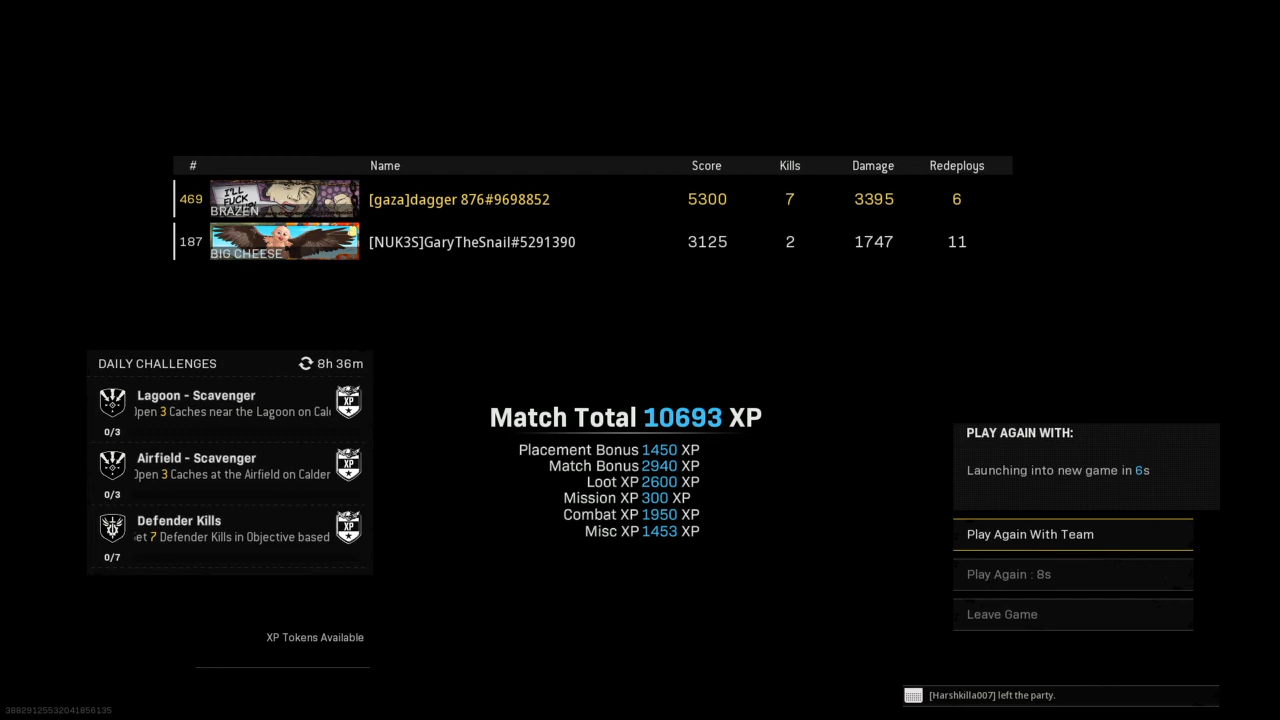 # Name Score Kills Damage Redeploys
469 BRAZEN [gaza]dagger 876#9698852 5300 7 3395 6
187 BIG CHEESE [NUK3S]GaryTheSnail#5291390 3125 2 1747 11
DAILY CHALLENGES 8h 36m
Lagoon - Scavenger
Open 3 Caches near the Lagoon on Cal
XP
0/3
Airfield - Scavenger
Open 3 Caches at the Airfield on Calder
XP
0/3
Defender Kills
et 7 Defender Kills in Objective based
XP
0/7
XP Tokens Available
Match Total 10693 XP
Placement Bonus 1450 XP
Match Bonus 2940 XP
Loot XP 2600 XP
Mission XP 300 XP
Combat XP 1950 XP
Misc XP 1453 XP
PLAY AGAIN WITH:
Launching into new game in 6s
Play Again With Team
Play Again : 8s
Leave Game
[Harshkilla007] left the party.
38829125532041856135